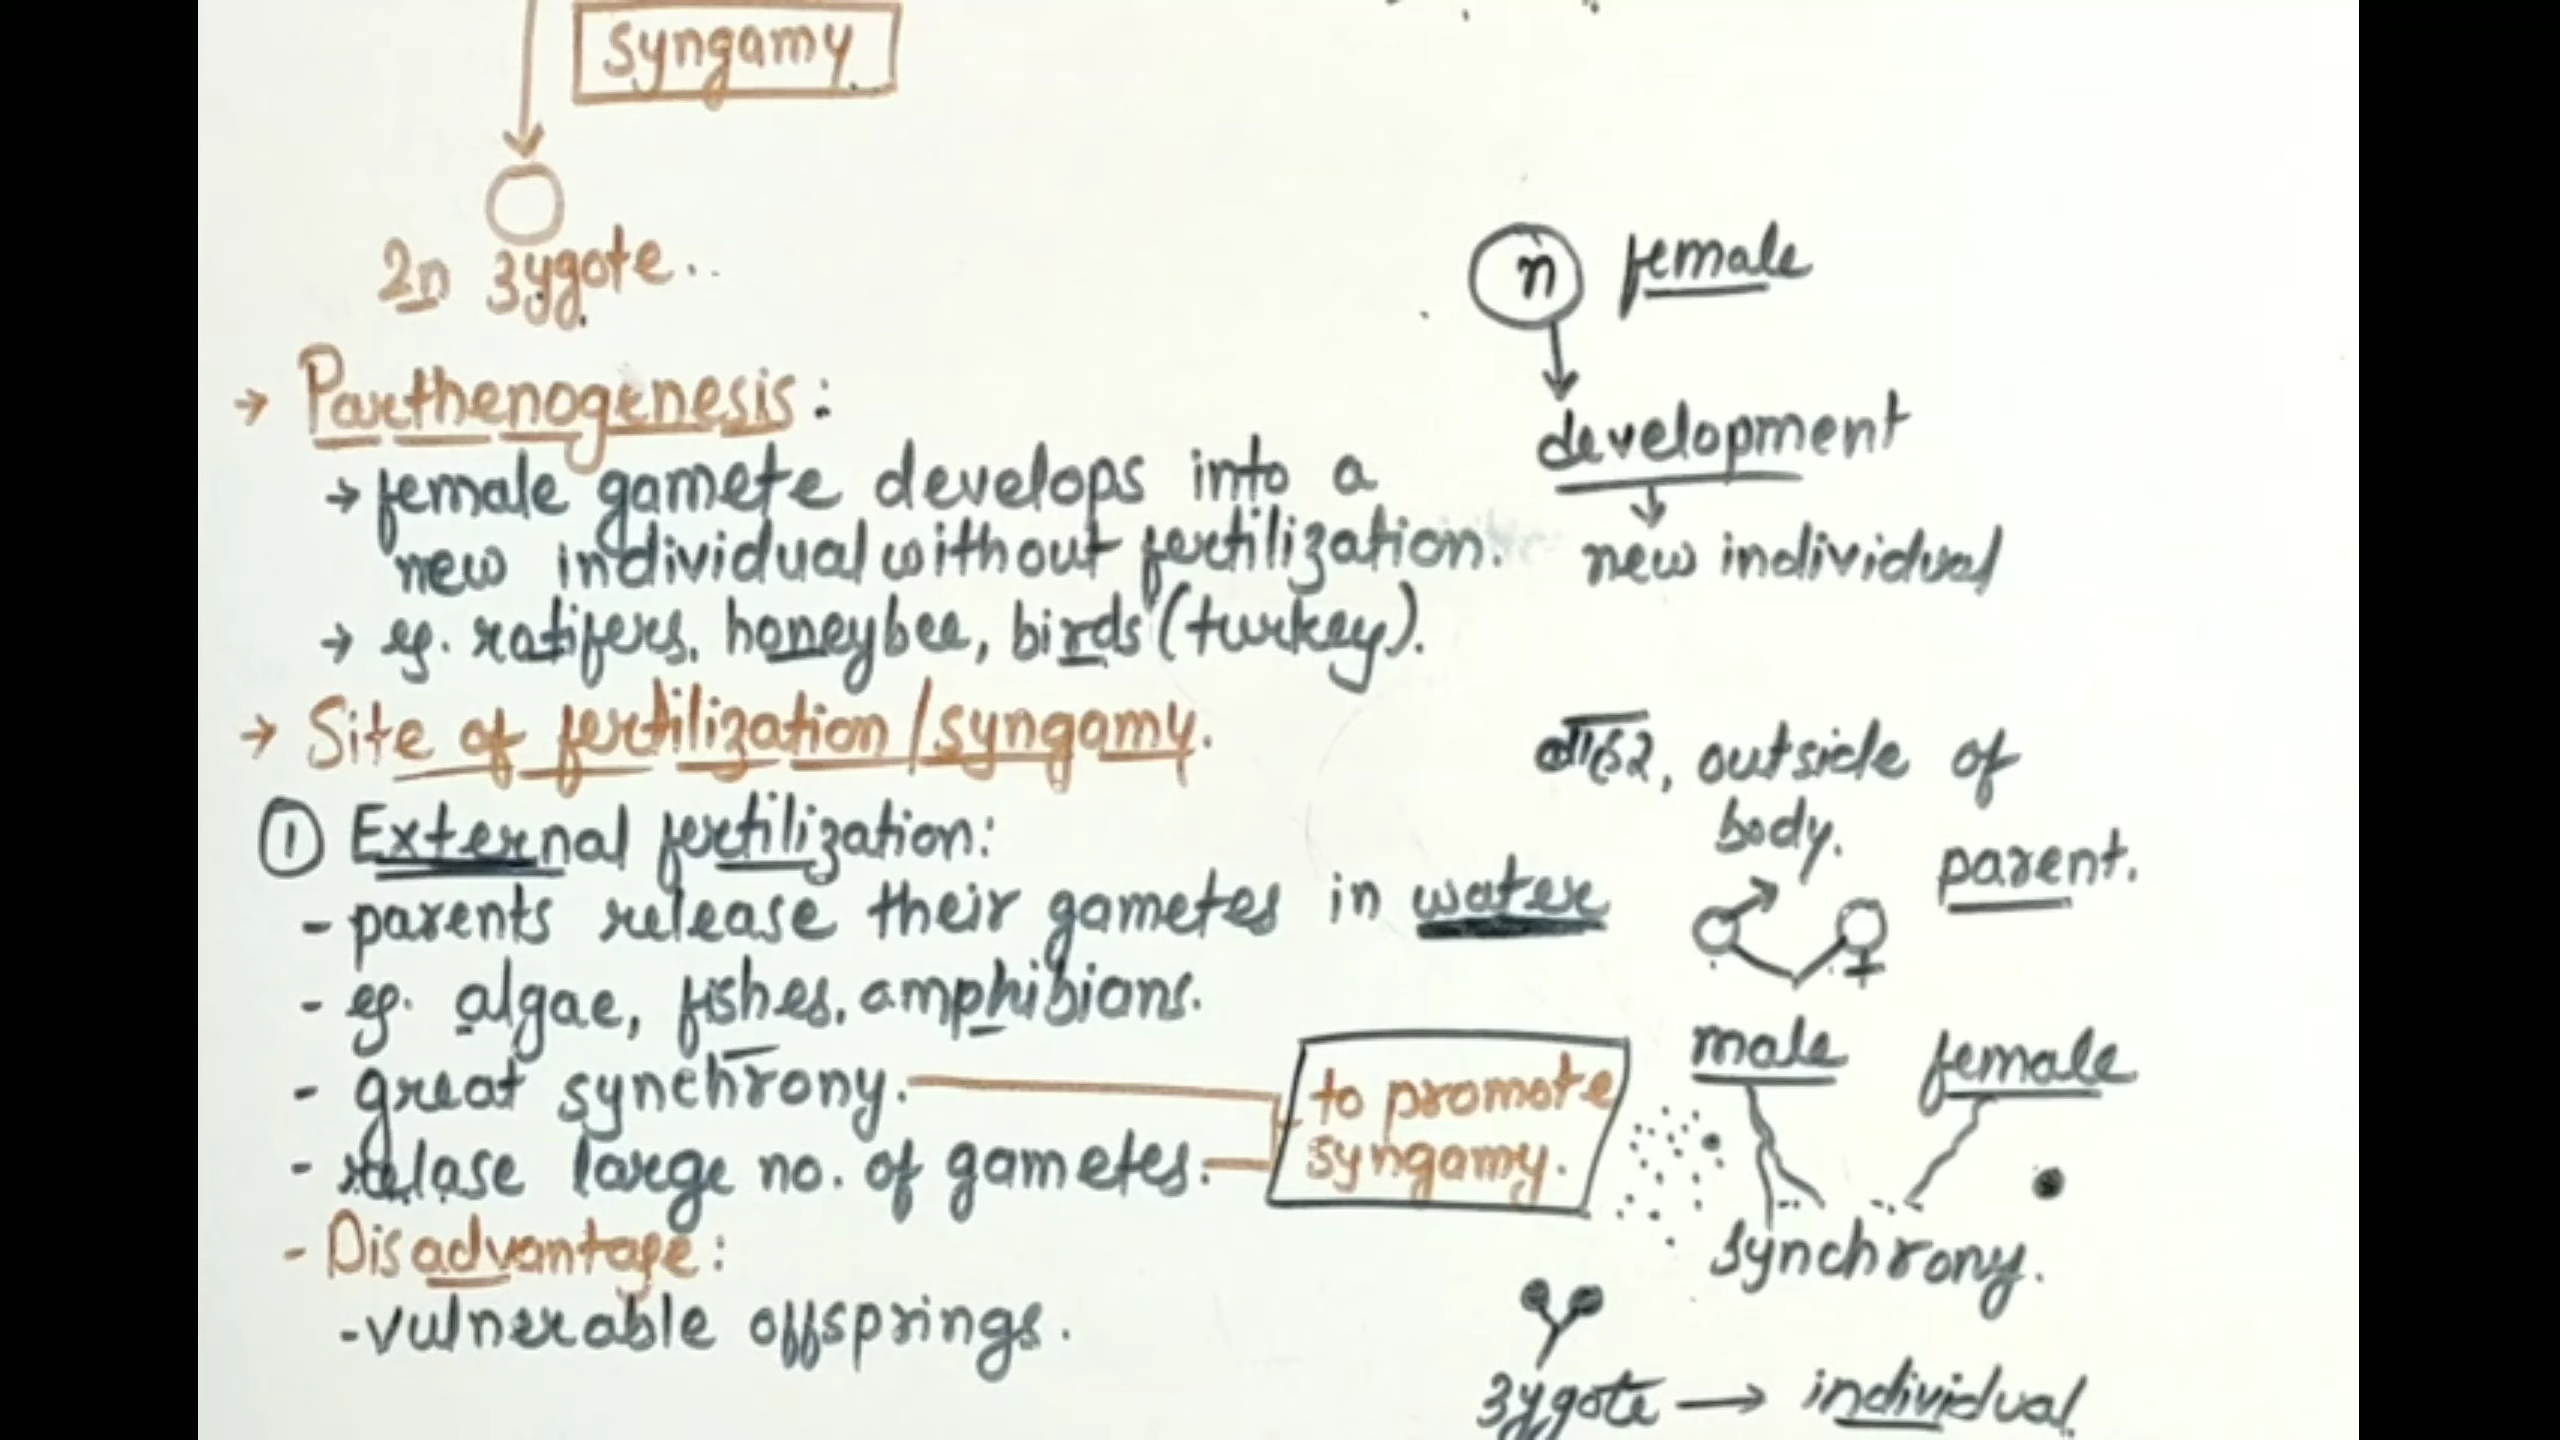 Syngamy.
2n zygote..
n female
→ Parthenogenesis:
development
→ female gamete develops into a
new individual without fertilization.
new individual
→ eg. rotifers, honeybee, birds (turkey).
→ Site of fertilization/syngamy.
बाहर, outside of
body.
parent.
① External fertilization:
- parents release their gametes in water
♂ ♀
- eg. algae, fishes, amphibians.
male female
- great synchrony.
to promote
syngamy.
- relase large no. of gametes.
synchrony.
- Disadvantage:
- vulnerable offsprings.
zygote → individual